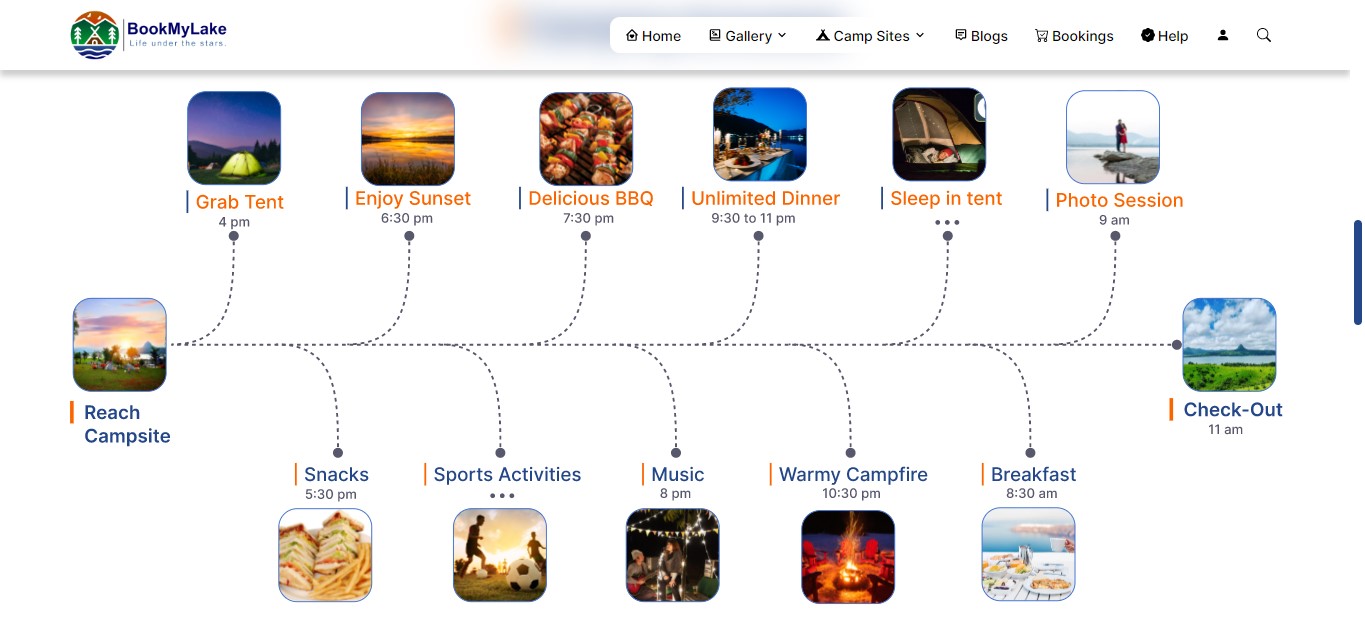 BookMyLake
Life under the stars.
Home
Gallery
Camp Sites
Blogs
Bookings
Help
Grab Tent
4 pm
Enjoy Sunset
6:30 pm
Delicious BBQ
7:30 pm
Unlimited Dinner
9:30 to 11 pm
Sleep in tent
•••
Photo Session
9 am
Reach
Campsite
Check-Out
11 am
Snacks
5:30 pm
Sports Activities
•••
Music
8 pm
Warmy Campfire
10:30 pm
Breakfast
8:30 am